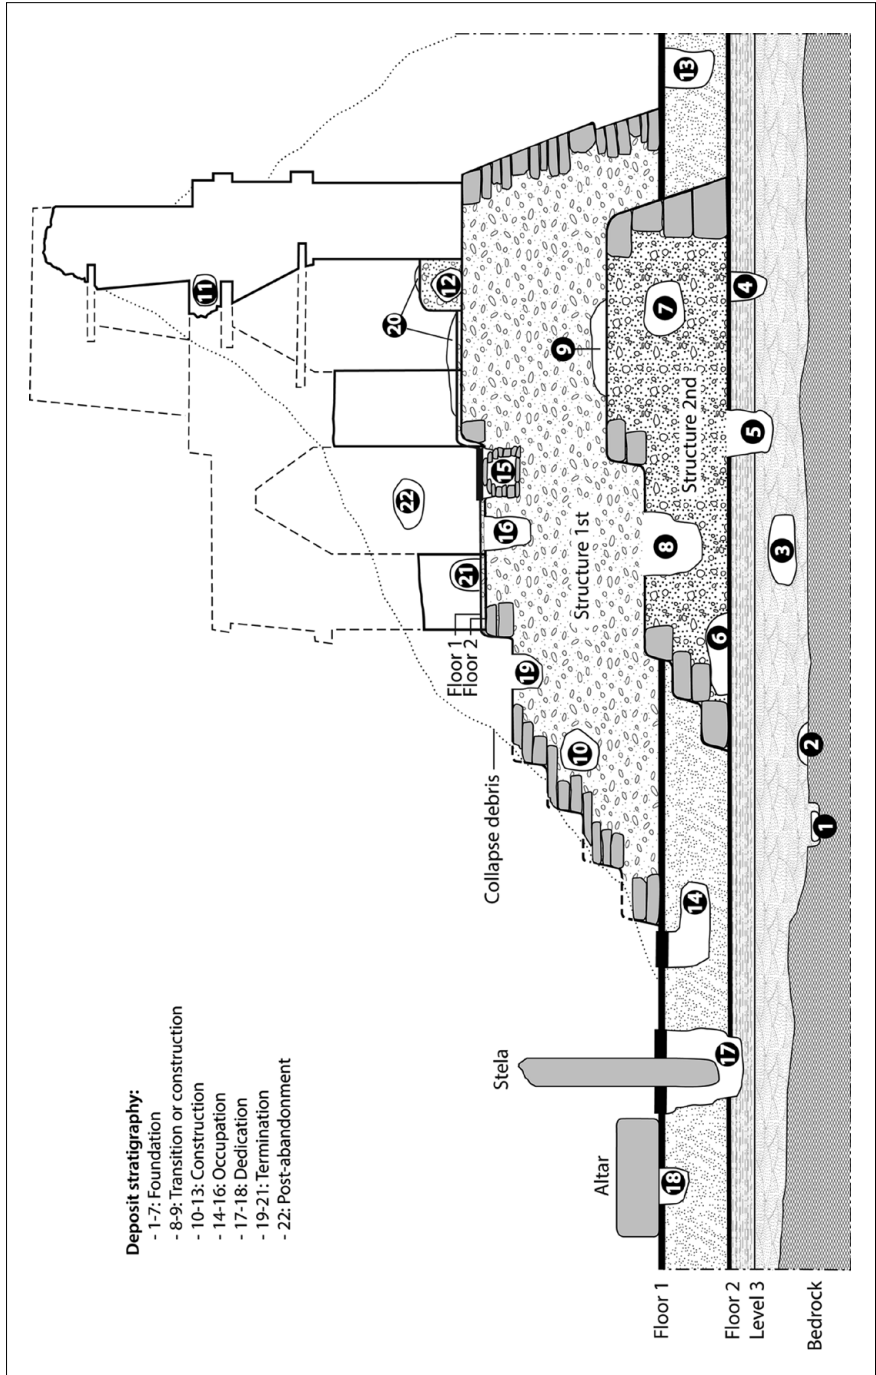 Deposit stratigraphy:
- 1-7: Foundation
- 8-9: Transition or construction
- 10-13: Construction
- 14-16: Occupation
- 17-18: Dedication
- 19-21: Termination
- 22: Post-abandonment
11
20
12
22
21
15
16
Floor 1
Floor 2
19
Collapse debris
10
Structure 1st
9
7
Structure 2nd
8
6
13
4
5
3
2
1
14
Stela
17
Altar
18
Floor 1
Floor 2
Level 3
Bedrock